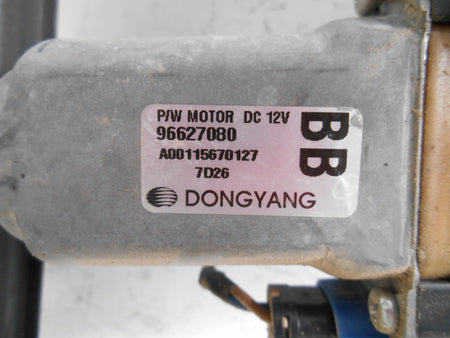 P/W MOTOR DC 12V
96627080
A00115670127
7D26
DONGYANG
BB